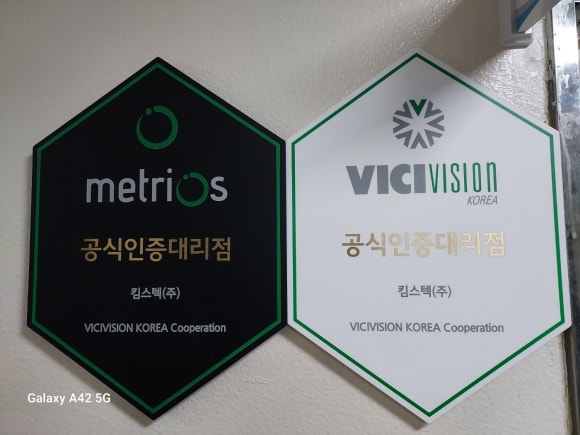 metrios
공식인증대리점
킴스텍(주)
VICIVISION KOREA Cooperation
VICIVISION
KOREA
공식인증대리점
킴스텍(주)
VICIVISION KOREA Cooperation
Galaxy A42 5G